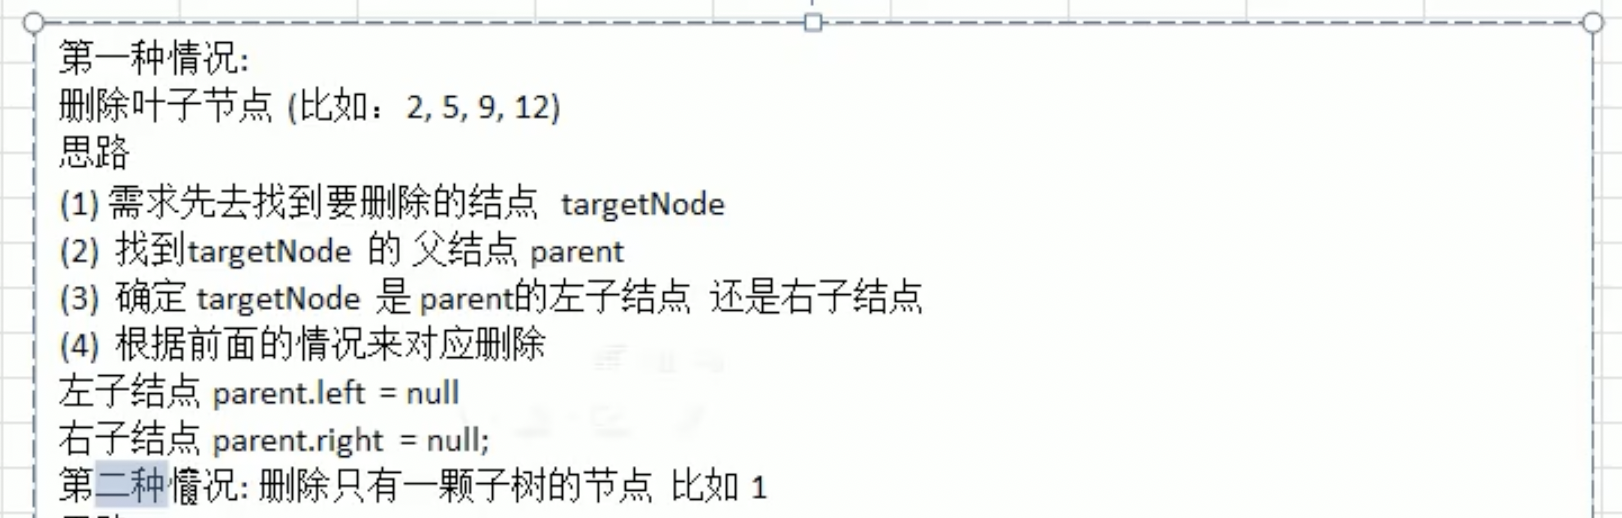 第一种情况:
删除叶子节点 (比如：2, 5, 9, 12)
思路
(1) 需求先去找到要删除的结点 targetNode
(2) 找到targetNode 的 父结点 parent
(3) 确定 targetNode 是 parent的左子结点 还是右子结点
(4) 根据前面的情况来对应删除
左子结点 parent.left = null
右子结点 parent.right = null;
第二种情况: 删除只有一颗子树的节点 比如 1